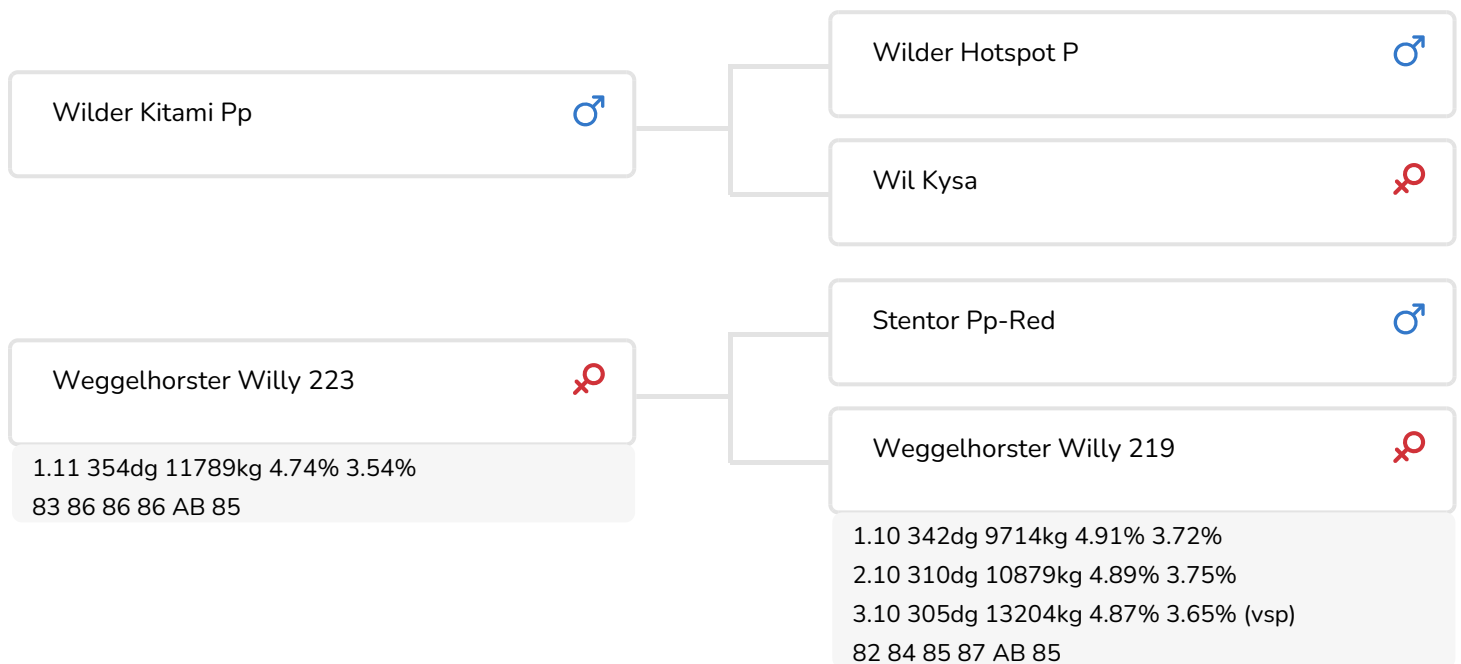 Wilder Kitami Pp
Wilder Hotspot P
Wil Kysa
Weggelhorster Willy 223
1.11 354dg 11789kg 4.74% 3.54%
83 86 86 86 AB 85
Stentor Pp-Red
Weggelhorster Willy 219
1.10 342dg 9714kg 4.91% 3.72%
2.10 310dg 10879kg 4.89% 3.75%
3.10 305dg 13204kg 4.87% 3.65% (vsp)
82 84 85 87 AB 85